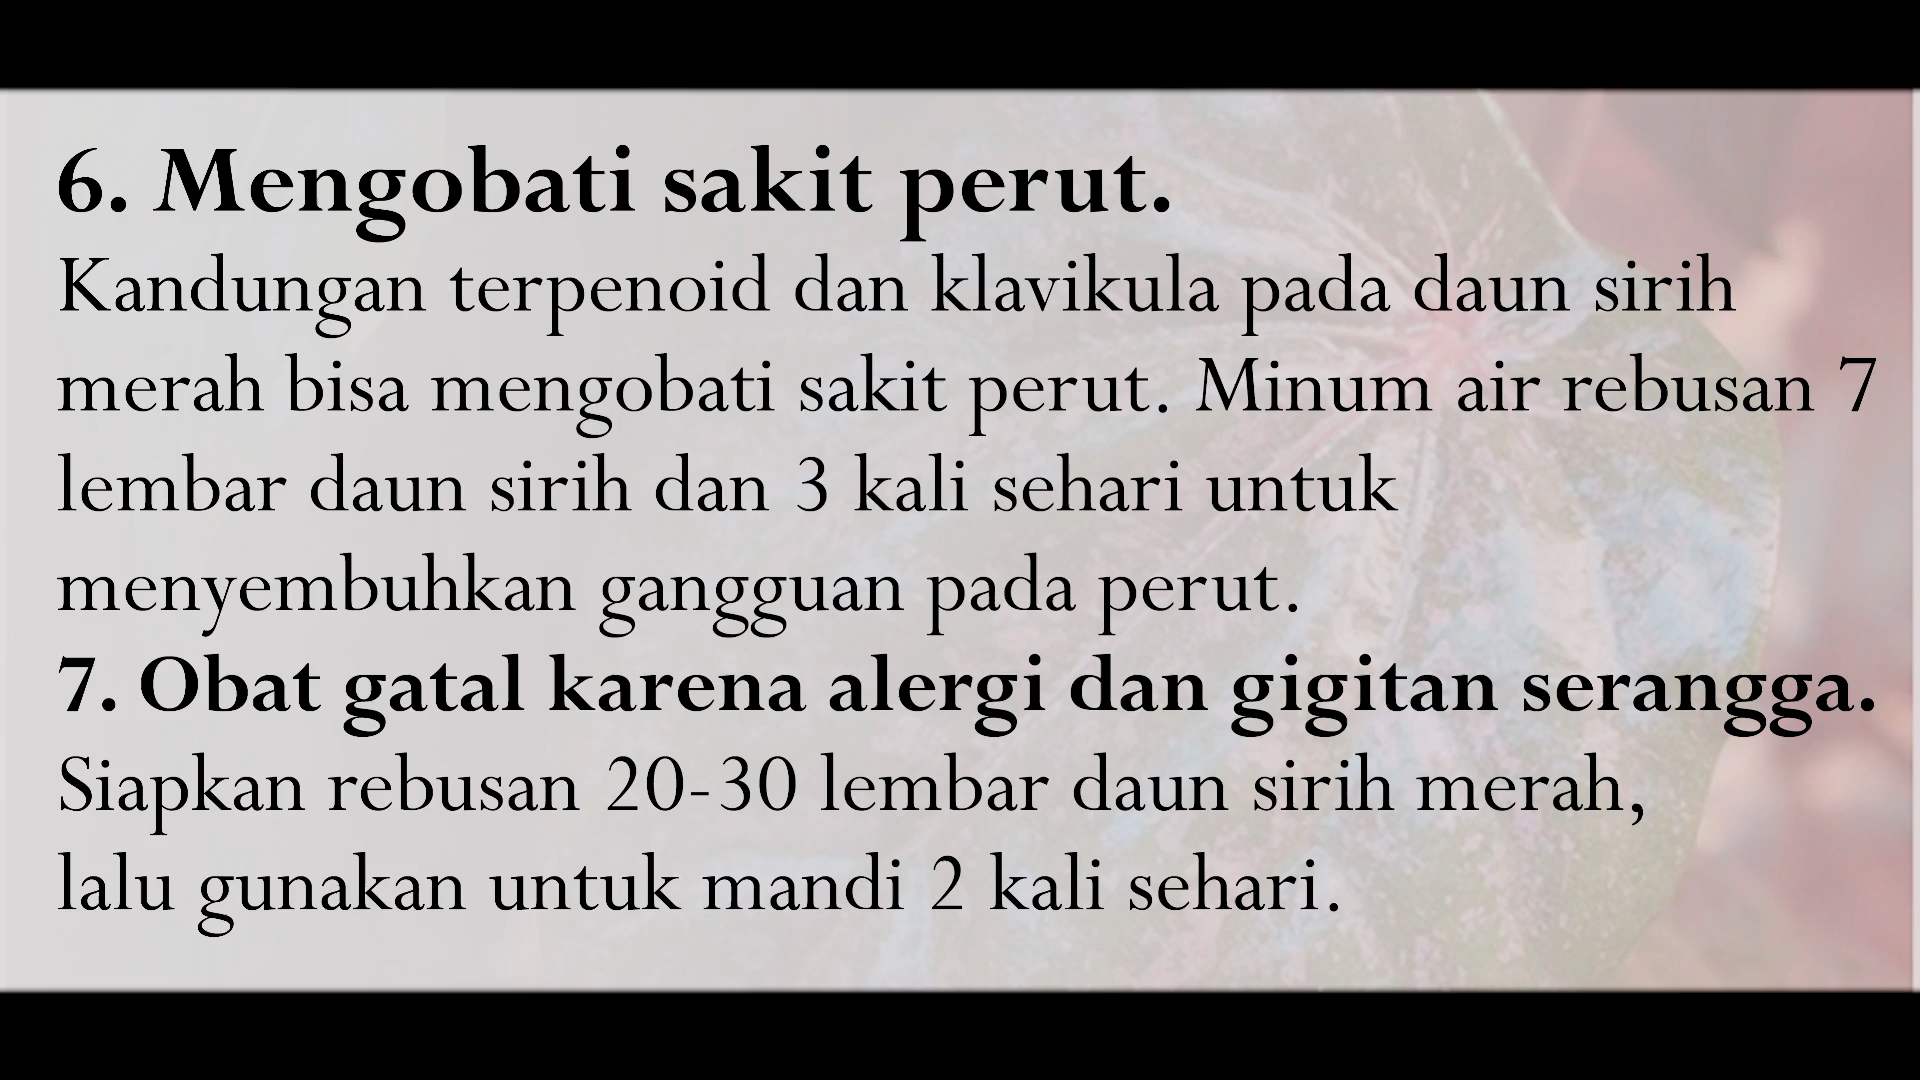 6. Mengobati sakit perut.
Kandungan terpenoid dan klavikula pada daun sirih
merah bisa mengobati sakit perut. Minum air rebusan 7
lembar daun sirih dan 3 kali sehari untuk
menyembuhkan gangguan pada perut.
7. Obat gatal karena alergi dan gigitan serangga.
Siapkan rebusan 20-30 lembar daun sirih merah,
lalu gunakan untuk mandi 2 kali sehari.